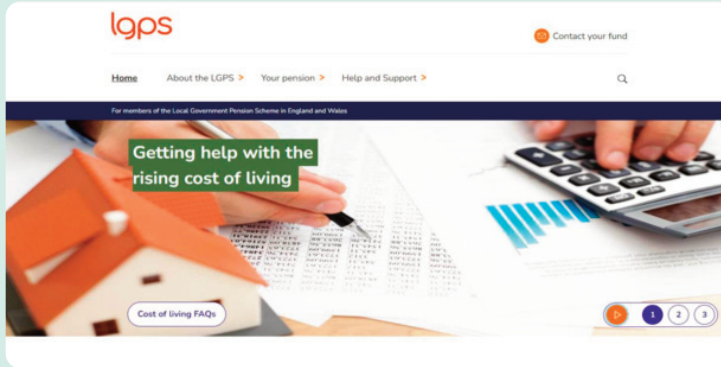 lgps
Contact your fund
Home About the LGPS > Your pension > Help and Support >
For members of the Local Government Pension Scheme in England and Wales
Getting help with the
rising cost of living
Cost of living FAQs
1 2 3